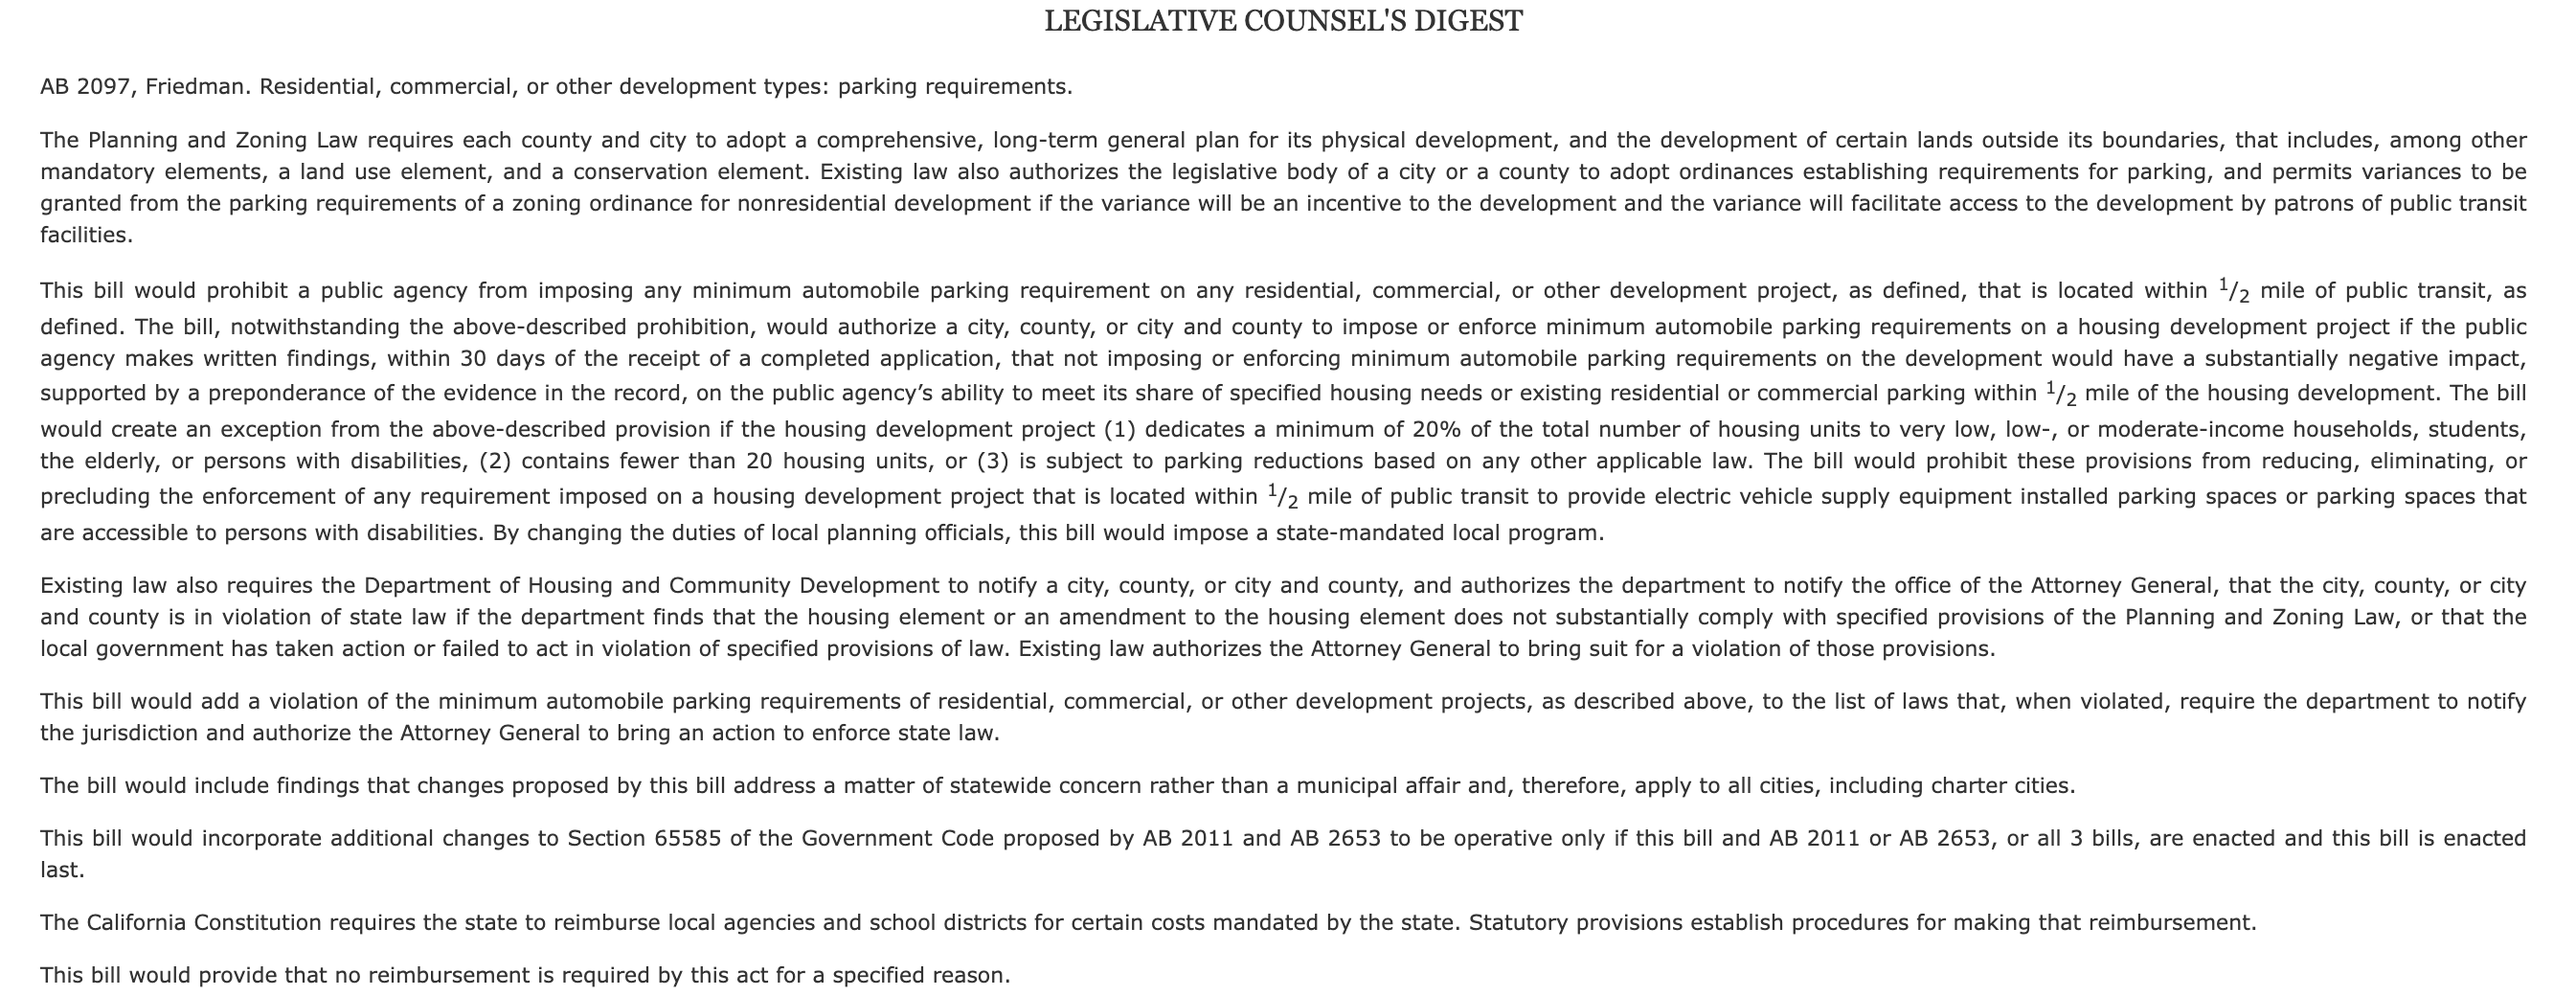 LEGISLATIVE COUNSEL'S DIGEST
AB 2097, Friedman. Residential, commercial, or other development types: parking requirements.
The Planning and Zoning Law requires each county and city to adopt a comprehensive, long-term general plan for its physical development, and the development of certain lands outside its boundaries, that includes, among other
mandatory elements, a land use element, and a conservation element. Existing law also authorizes the legislative body of a city or a county to adopt ordinances establishing requirements for parking, and permits variances to be
granted from the parking requirements of a zoning ordinance for nonresidential development if the variance will be an incentive to the development and the variance will facilitate access to the development by patrons of public transit
facilities.
This bill would prohibit a public agency from imposing any minimum automobile parking requirement on any residential, commercial, or other development project, as defined, that is located within 1/2 mile of public transit, as
defined. The bill, notwithstanding the above-described prohibition, would authorize a city, county, or city and county to impose or enforce minimum automobile parking requirements on a housing development project if the public
agency makes written findings, within 30 days of the receipt of a completed application, that not imposing or enforcing minimum automobile parking requirements on the development would have a substantially negative impact,
supported by a preponderance of the evidence in the record, on the public agency’s ability to meet its share of specified housing needs or existing residential or commercial parking within 1/2 mile of the housing development. The bill
would create an exception from the above-described provision if the housing development project (1) dedicates a minimum of 20% of the total number of housing units to very low, low-, or moderate-income households, students,
the elderly, or persons with disabilities, (2) contains fewer than 20 housing units, or (3) is subject to parking reductions based on any other applicable law. The bill would prohibit these provisions from reducing, eliminating, or
precluding the enforcement of any requirement imposed on a housing development project that is located within 1/2 mile of public transit to provide electric vehicle supply equipment installed parking spaces or parking spaces that
are accessible to persons with disabilities. By changing the duties of local planning officials, this bill would impose a state-mandated local program.
Existing law also requires the Department of Housing and Community Development to notify a city, county, or city and county, and authorizes the department to notify the office of the Attorney General, that the city, county, or city
and county is in violation of state law if the department finds that the housing element or an amendment to the housing element does not substantially comply with specified provisions of the Planning and Zoning Law, or that the
local government has taken action or failed to act in violation of specified provisions of law. Existing law authorizes the Attorney General to bring suit for a violation of those provisions.
This bill would add a violation of the minimum automobile parking requirements of residential, commercial, or other development projects, as described above, to the list of laws that, when violated, require the department to notify
the jurisdiction and authorize the Attorney General to bring an action to enforce state law.
The bill would include findings that changes proposed by this bill address a matter of statewide concern rather than a municipal affair and, therefore, apply to all cities, including charter cities.
This bill would incorporate additional changes to Section 65585 of the Government Code proposed by AB 2011 and AB 2653 to be operative only if this bill and AB 2011 or AB 2653, or all 3 bills, are enacted and this bill is enacted
last.
The California Constitution requires the state to reimburse local agencies and school districts for certain costs mandated by the state. Statutory provisions establish procedures for making that reimbursement.
This bill would provide that no reimbursement is required by this act for a specified reason.